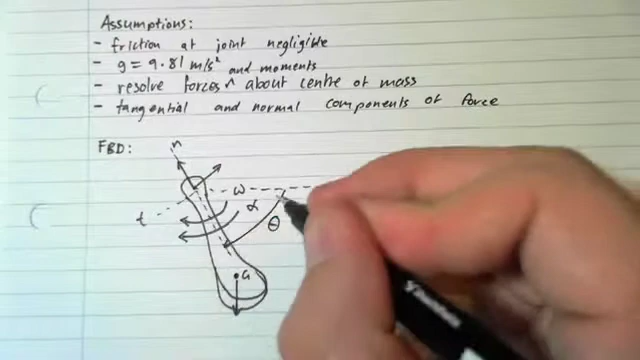 Assumptions:
- friction at joint negligible
- g = 9.81 m/s² and moments
- resolve forces ^ about centre of mass
- tangential and normal components of force
FBD:
n
ω
α
t
θ
G